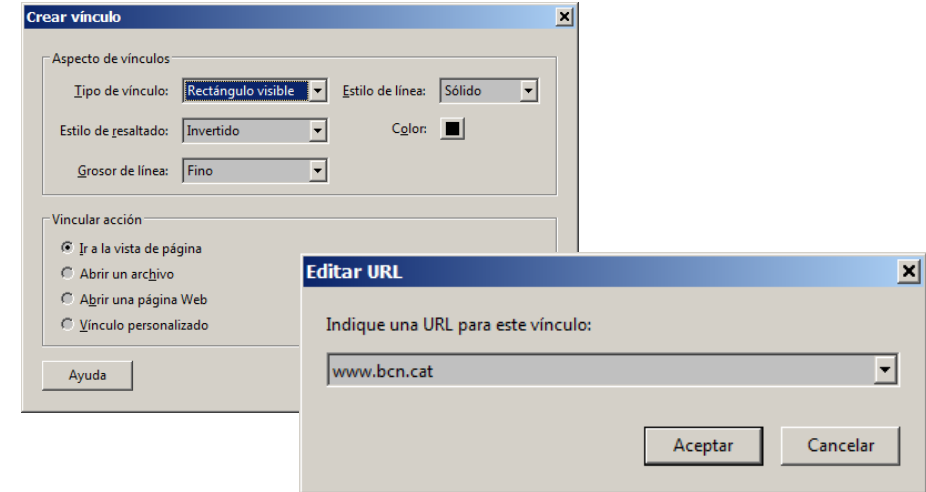 Crear vínculo
Aspecto de vínculos
Tipo de vínculo: Rectángulo visible Estilo de línea: Sólido
Estilo de resaltado: Invertido Color:
Grosor de línea: Fino
Vincular acción
Ir a la vista de página
Abrir un archivo
Abrir una página Web
Vínculo personalizado
Ayuda
Editar URL
Indique una URL para este vínculo:
www.bcn.cat
Aceptar Cancelar